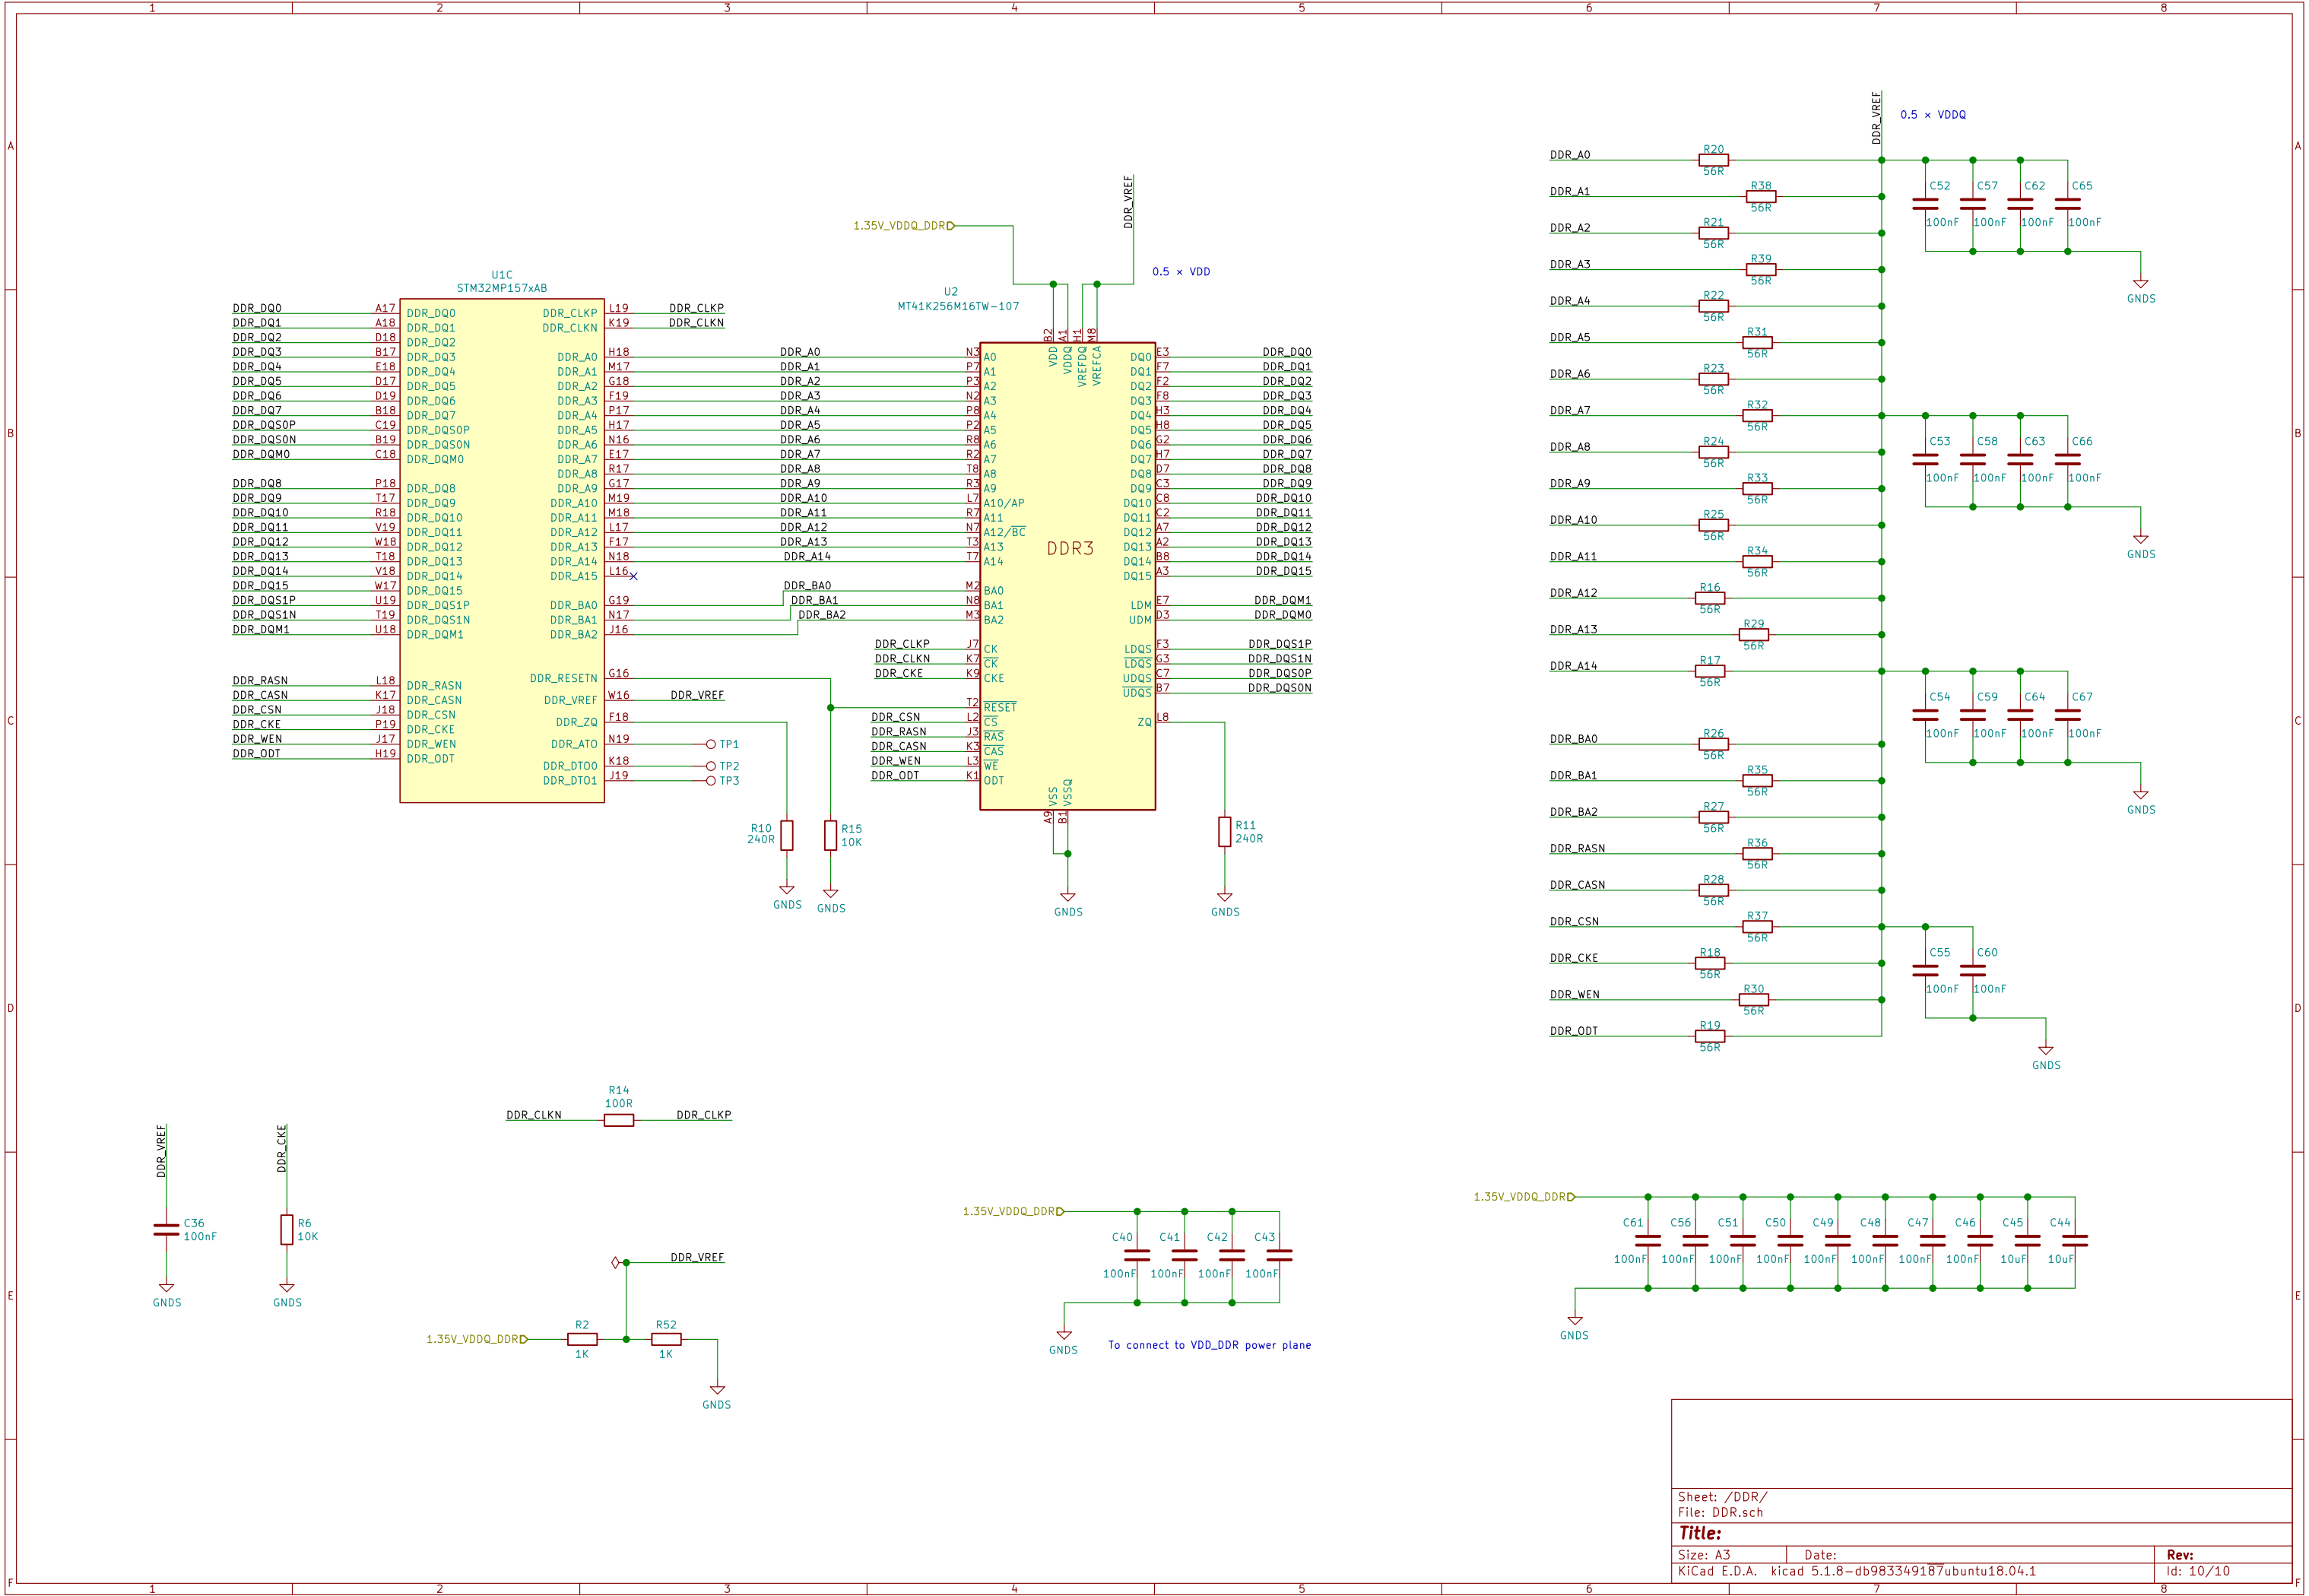 1 2 3 4 5 6 7 8
A A
B B
C C
D D
E E
F F
1 2 3 4 5 6 7 8
U1C
STM32MP157xAB
DDR_DQ0 A17 DDR_DQ0
DDR_DQ1 A18 DDR_DQ1
DDR_DQ2 D18 DDR_DQ2
DDR_DQ3 B17 DDR_DQ3
DDR_DQ4 E18 DDR_DQ4
DDR_DQ5 D17 DDR_DQ5
DDR_DQ6 D19 DDR_DQ6
DDR_DQ7 B18 DDR_DQ7
DDR_DQS0P C19 DDR_DQS0P
DDR_DQS0N B19 DDR_DQS0N
DDR_DQM0 C18 DDR_DQM0
DDR_DQ8 P18 DDR_DQ8
DDR_DQ9 T17 DDR_DQ9
DDR_DQ10 R18 DDR_DQ10
DDR_DQ11 V19 DDR_DQ11
DDR_DQ12 W18 DDR_DQ12
DDR_DQ13 T18 DDR_DQ13
DDR_DQ14 V18 DDR_DQ14
DDR_DQ15 W17 DDR_DQ15
DDR_DQS1P U19 DDR_DQS1P
DDR_DQS1N T19 DDR_DQS1N
DDR_DQM1 U18 DDR_DQM1
DDR_RASN L18 DDR_RASN
DDR_CASN K17 DDR_CASN
DDR_CSN J18 DDR_CSN
DDR_CKE P19 DDR_CKE
DDR_WEN J17 DDR_WEN
DDR_ODT H19 DDR_ODT
DDR_CLKP L19 DDR_CLKP
DDR_CLKN K19 DDR_CLKN
DDR_A0 H18 DDR_A0 N3 A0
DDR_A1 M17 DDR_A1 P7 A1
DDR_A2 G18 DDR_A2 P3 A2
DDR_A3 F19 DDR_A3 N2 A3
DDR_A4 P17 DDR_A4 P8 A4
DDR_A5 H17 DDR_A5 P2 A5
DDR_A6 N16 DDR_A6 R8 A6
DDR_A7 E17 DDR_A7 R2 A7
DDR_A8 R17 DDR_A8 T8 A8
DDR_A9 G17 DDR_A9 R3 A9
DDR_A10 M19 DDR_A10 L7 A10/AP
DDR_A11 M18 DDR_A11 R7 A11
DDR_A12 L17 DDR_A12 N7 A12/BC
DDR_A13 F17 DDR_A13 T3 A13
DDR_A14 N18 DDR_A14 T7 A14
DDR_A15 L16
DDR_BA0 G19 DDR_BA0 M2 BA0
DDR_BA1 N17 DDR_BA1 N8 BA1
DDR_BA2 J16 DDR_BA2 M3 BA2
DDR_RESETN G16
DDR_VREF W16 DDR_VREF
DDR_ZQ F18
DDR_ATO N19 TP1
DDR_DTO0 K18 TP2
DDR_DTO1 J19 TP3
DDR_CLKP J7 CK
DDR_CLKN K7 CK
DDR_CKE K9 CKE
T2 RESET
DDR_CSN L2 CS
DDR_RASN J3 RAS
DDR_CASN K3 CAS
DDR_WEN L3 WE
DDR_ODT K1 ODT
R10
240R
GNDS
R15
10K
GNDS
1.35V_VDDQ_DDR
DDR_VREF
0.5 × VDD
U2
MT41K256M16TW-107
B2 A1 H1 M8
VDD VDDQ VREFDQ VREFCA
DDR3
DQ0 E3 DDR_DQ0
DQ1 F7 DDR_DQ1
DQ2 F2 DDR_DQ2
DQ3 F8 DDR_DQ3
DQ4 H3 DDR_DQ4
DQ5 H8 DDR_DQ5
DQ6 G2 DDR_DQ6
DQ7 H7 DDR_DQ7
DQ8 D7 DDR_DQ8
DQ9 C3 DDR_DQ9
DQ10 C8 DDR_DQ10
DQ11 C2 DDR_DQ11
DQ12 A7 DDR_DQ12
DQ13 A2 DDR_DQ13
DQ14 B8 DDR_DQ14
DQ15 A3 DDR_DQ15
LDM E7 DDR_DQM1
UDM D3 DDR_DQM0
LDQS F3 DDR_DQS1P
LDQS G3 DDR_DQS1N
UDQS C7 DDR_DQS0P
UDQS B7 DDR_DQS0N
ZQ L8
VSS VSSQ
A9 B1
GNDS
R11
240R
GNDS
DDR_VREF
0.5 × VDDQ
DDR_A0 R20 56R
DDR_A1 R38 56R
DDR_A2 R21 56R
DDR_A3 R39 56R
DDR_A4 R22 56R
DDR_A5 R31 56R
DDR_A6 R23 56R
DDR_A7 R32 56R
DDR_A8 R24 56R
DDR_A9 R33 56R
DDR_A10 R25 56R
DDR_A11 R34 56R
DDR_A12 R16 56R
DDR_A13 R29 56R
DDR_A14 R17 56R
DDR_BA0 R26 56R
DDR_BA1 R35 56R
DDR_BA2 R27 56R
DDR_RASN R36 56R
DDR_CASN R28 56R
DDR_CSN R37 56R
DDR_CKE R18 56R
DDR_WEN R30 56R
DDR_ODT R19 56R
C52 C57 C62 C65
100nF 100nF 100nF 100nF
GNDS
C53 C58 C63 C66
100nF 100nF 100nF 100nF
GNDS
C54 C59 C64 C67
100nF 100nF 100nF 100nF
GNDS
C55 C60
100nF 100nF
GNDS
DDR_VREF
C36
100nF
GNDS
DDR_CKE
R6
10K
GNDS
R14
100R
DDR_CLKN DDR_CLKP
DDR_VREF
1.35V_VDDQ_DDR
R2 R52
1K 1K
GNDS
1.35V_VDDQ_DDR
C40 C41 C42 C43
100nF 100nF 100nF 100nF
GNDS
To connect to VDD_DDR power plane
1.35V_VDDQ_DDR
C61 C56 C51 C50 C49 C48 C47 C46 C45 C44
100nF 100nF 100nF 100nF 100nF 100nF 100nF 100nF 10uF 10uF
GNDS
Sheet: /DDR/
File: DDR.sch
Title:
Size: A3 Date: Rev:
KiCad E.D.A. kicad 5.1.8-db98334918​7ubuntu18.04.1 Id: 10/10